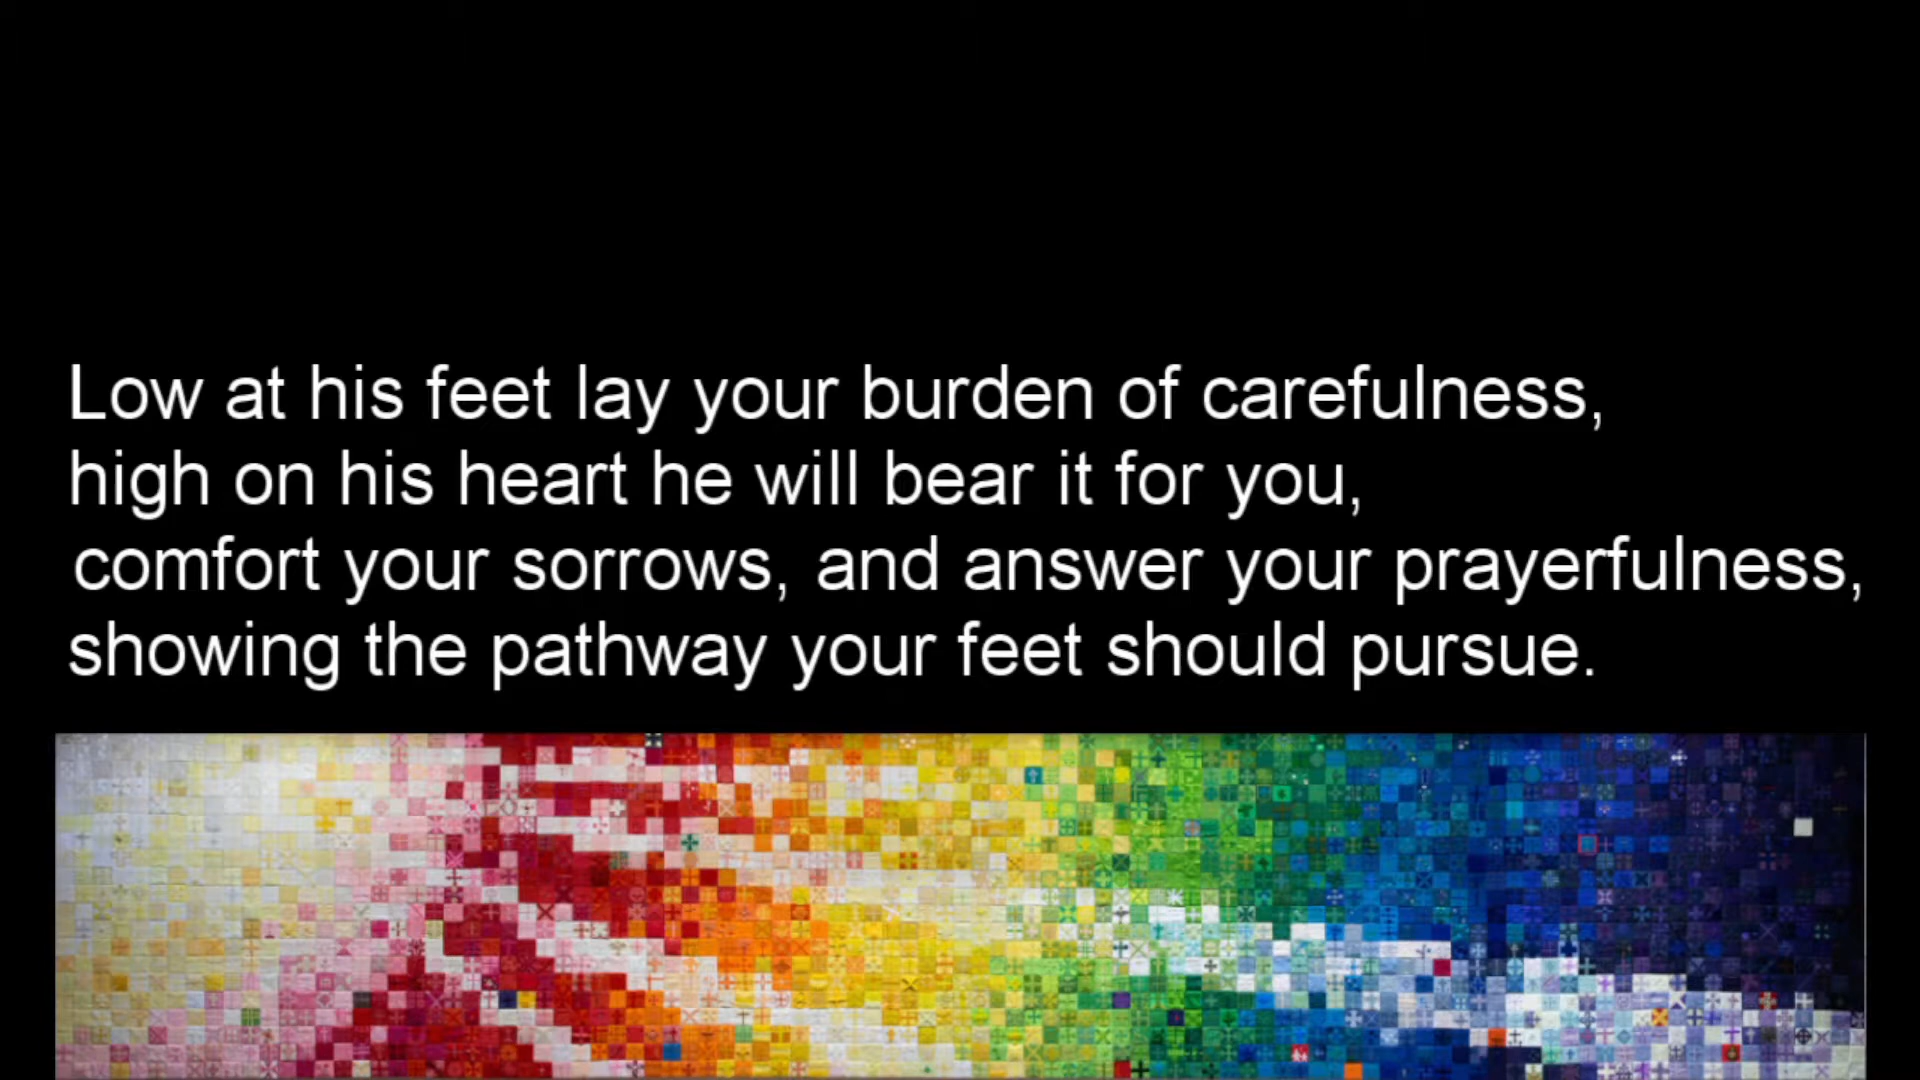 Low at his feet lay your burden of carefulness,
high on his heart he will bear it for you,
comfort your sorrows, and answer your prayerfulness,
showing the pathway your feet should pursue.